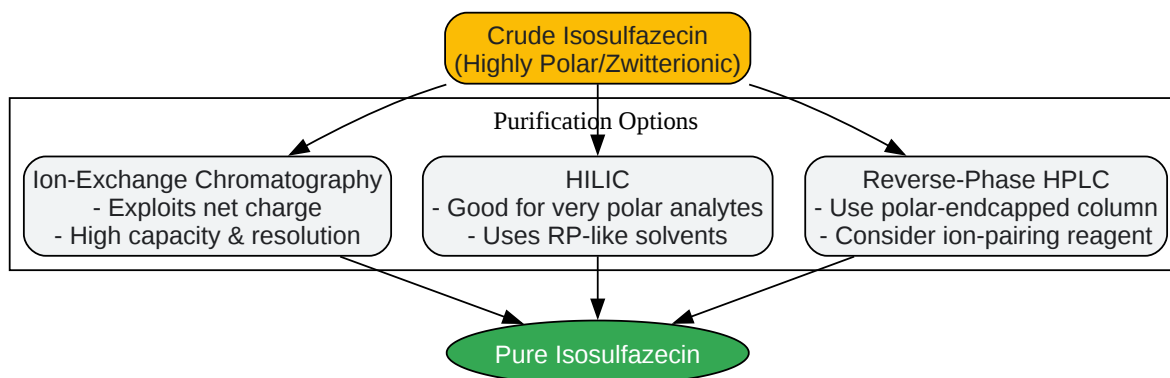 Crude Isosulfazecin
(Highly Polar/Zwitterionic)
Purification Options
Ion-Exchange Chromatography
- Exploits net charge
- High capacity & resolution
HILIC
- Good for very polar analytes
- Uses RP-like solvents
Reverse-Phase HPLC
- Use polar-endcapped column
- Consider ion-pairing reagent
Pure Isosulfazecin